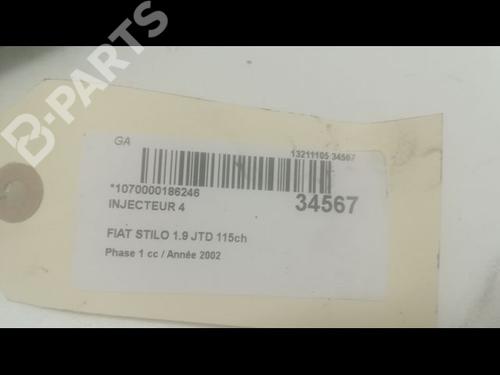 B-PARTS
GA
13211105 34567
*1070000186246
INJECTEUR 4
34567
FIAT STILO 1.9 JTD 115ch
Phase 1 cc / Année 2002